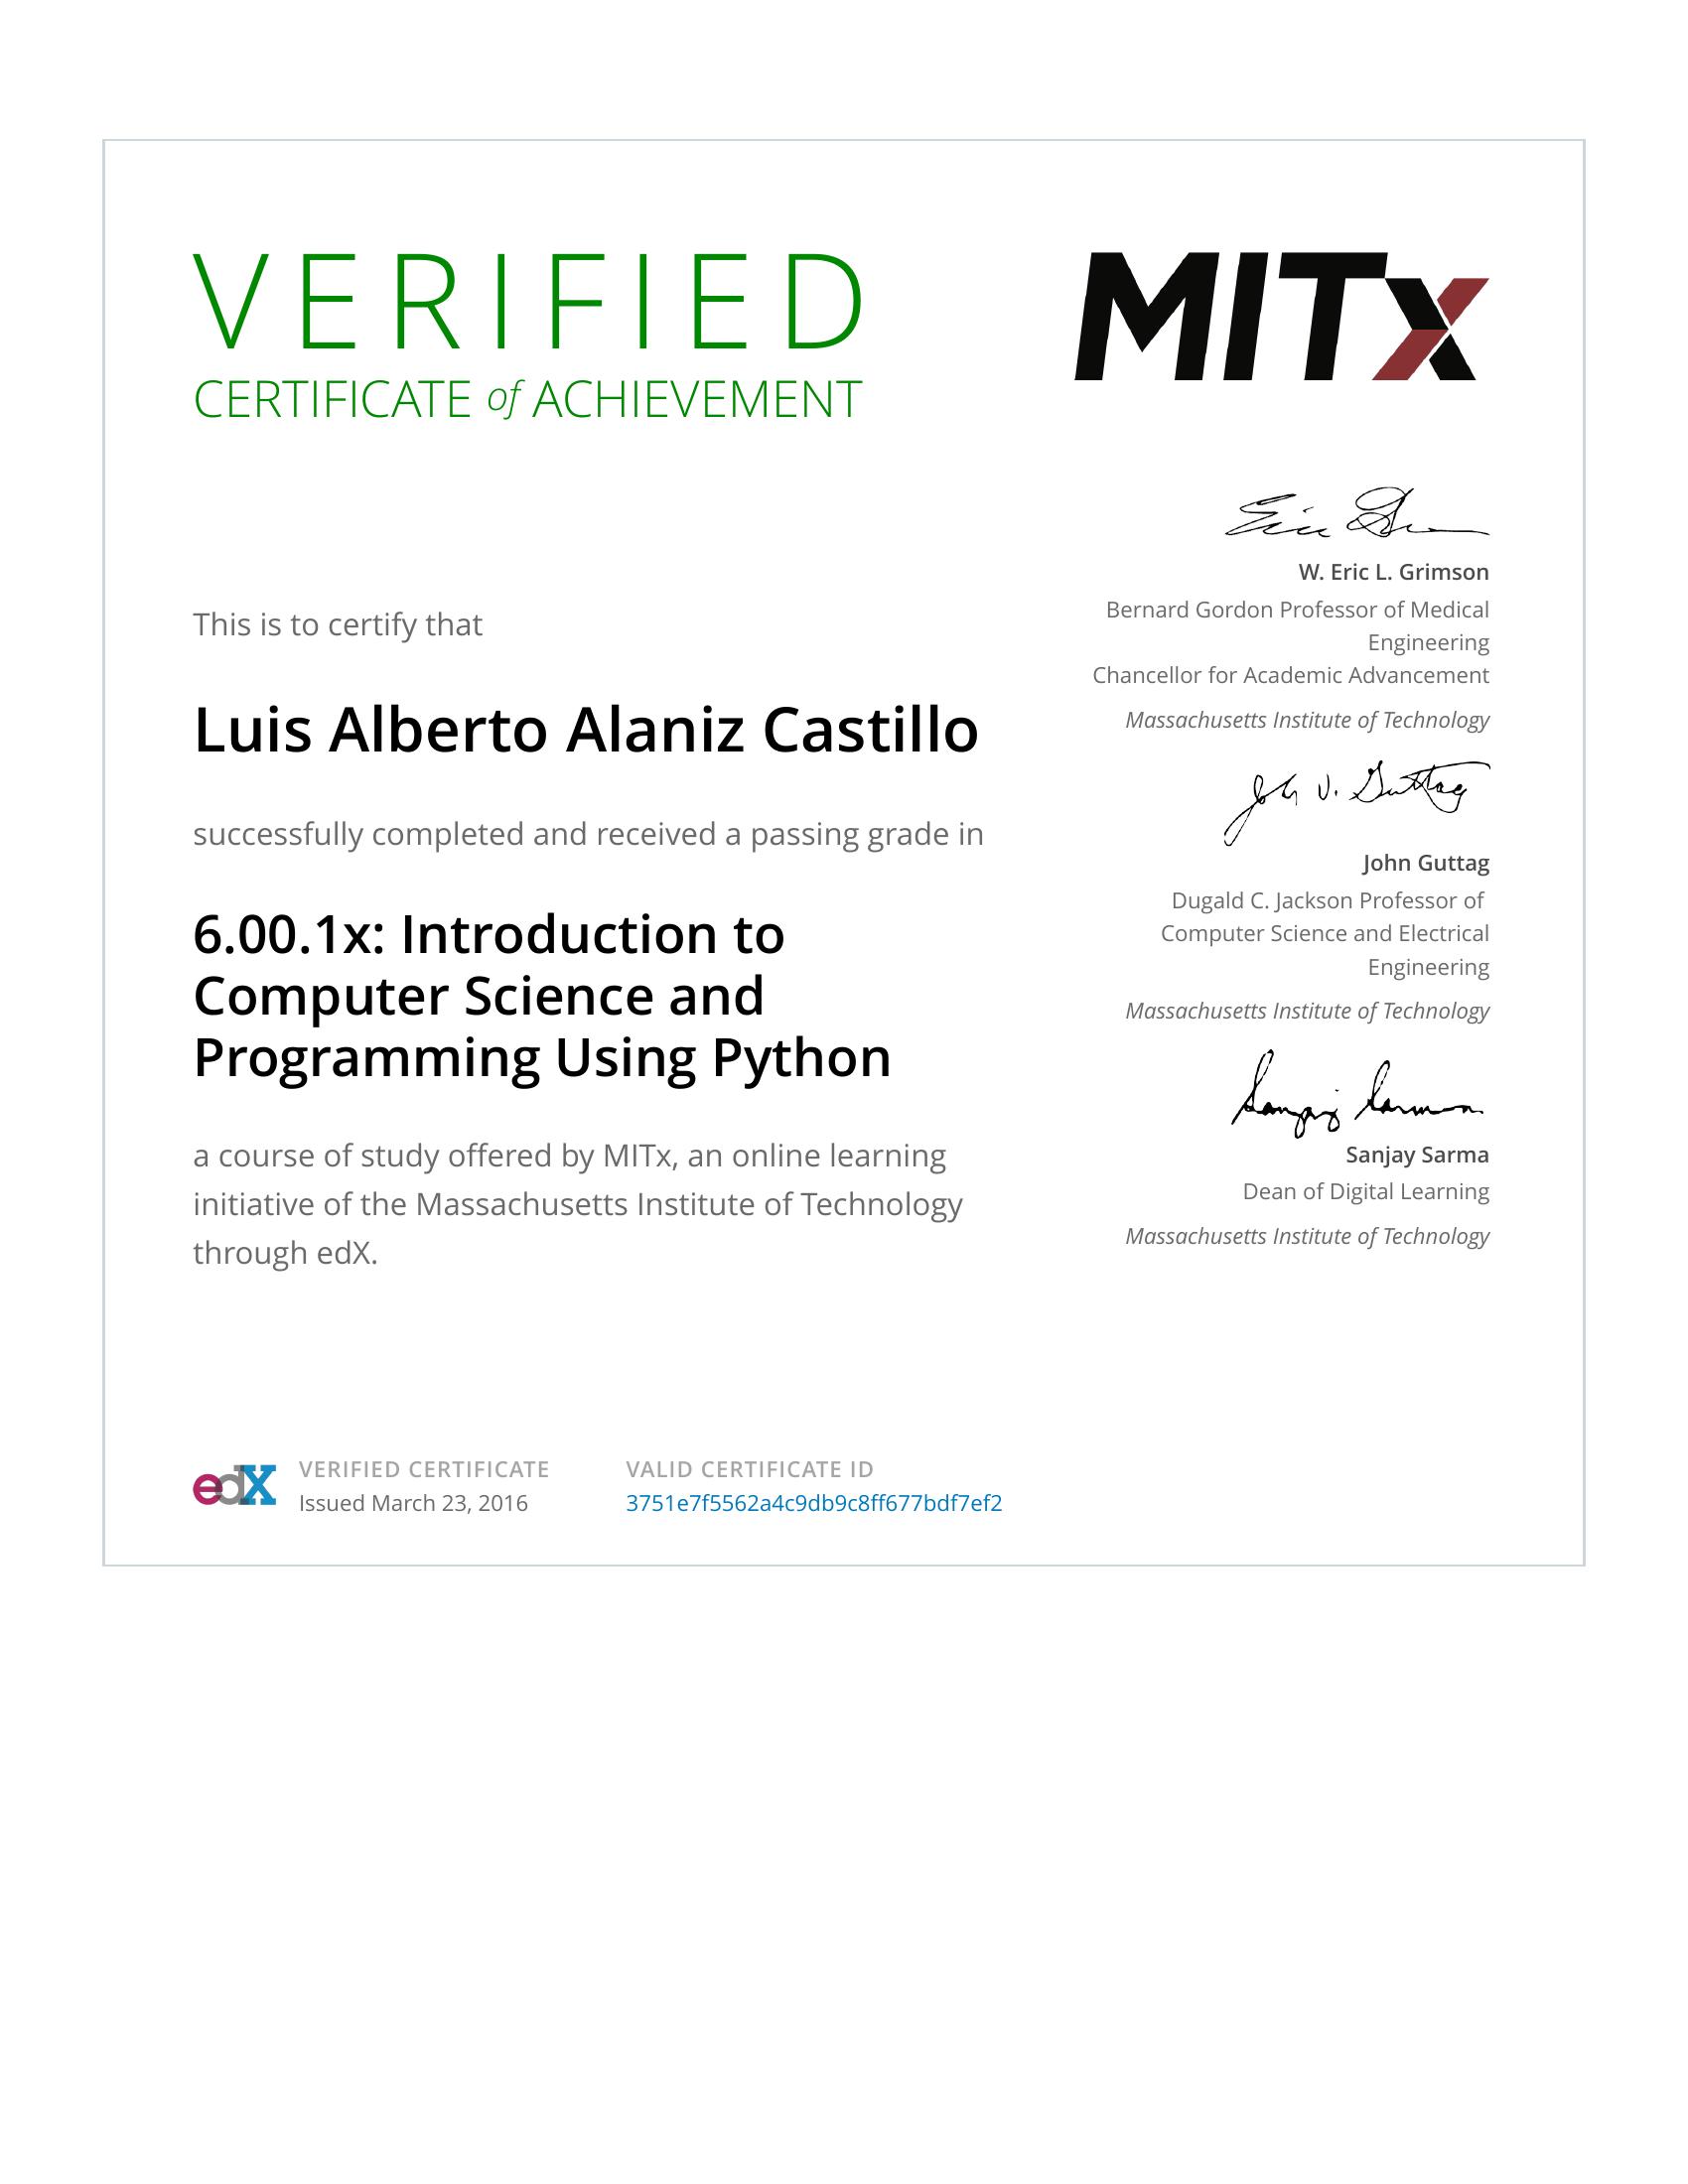 VERIFIED
CERTIFICATE of ACHIEVEMENT
MITx
This is to certify that
Luis Alberto Alaniz Castillo
successfully completed and received a passing grade in
6.00.1x: Introduction to
Computer Science and
Programming Using Python
a course of study offered by MITx, an online learning
initiative of the Massachusetts Institute of Technology
through edX.
W. Eric L. Grimson
Bernard Gordon Professor of Medical
Engineering
Chancellor for Academic Advancement
Massachusetts Institute of Technology
John V. Guttag
John Guttag
Dugald C. Jackson Professor of
Computer Science and Electrical
Engineering
Massachusetts Institute of Technology
Sanjay Sarma
Sanjay Sarma
Dean of Digital Learning
Massachusetts Institute of Technology
edX
VERIFIED CERTIFICATE
Issued March 23, 2016
VALID CERTIFICATE ID
3751e7f5562a4c9db9c8ff677bdf7ef2